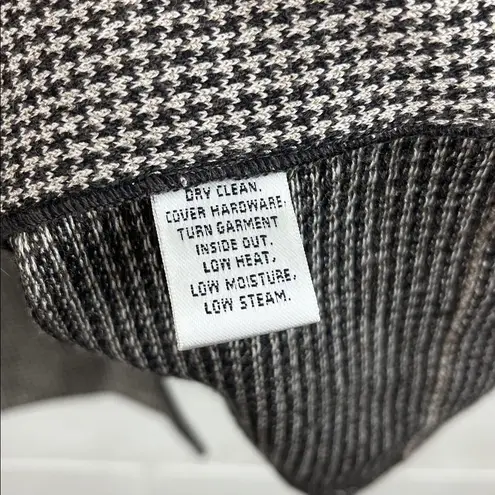 DRY CLEAN.
COVER HARDWARE.
TURN GARMENT
INSIDE OUT.
LOW HEAT,
LOW MOISTURE,
LOW STEAM.